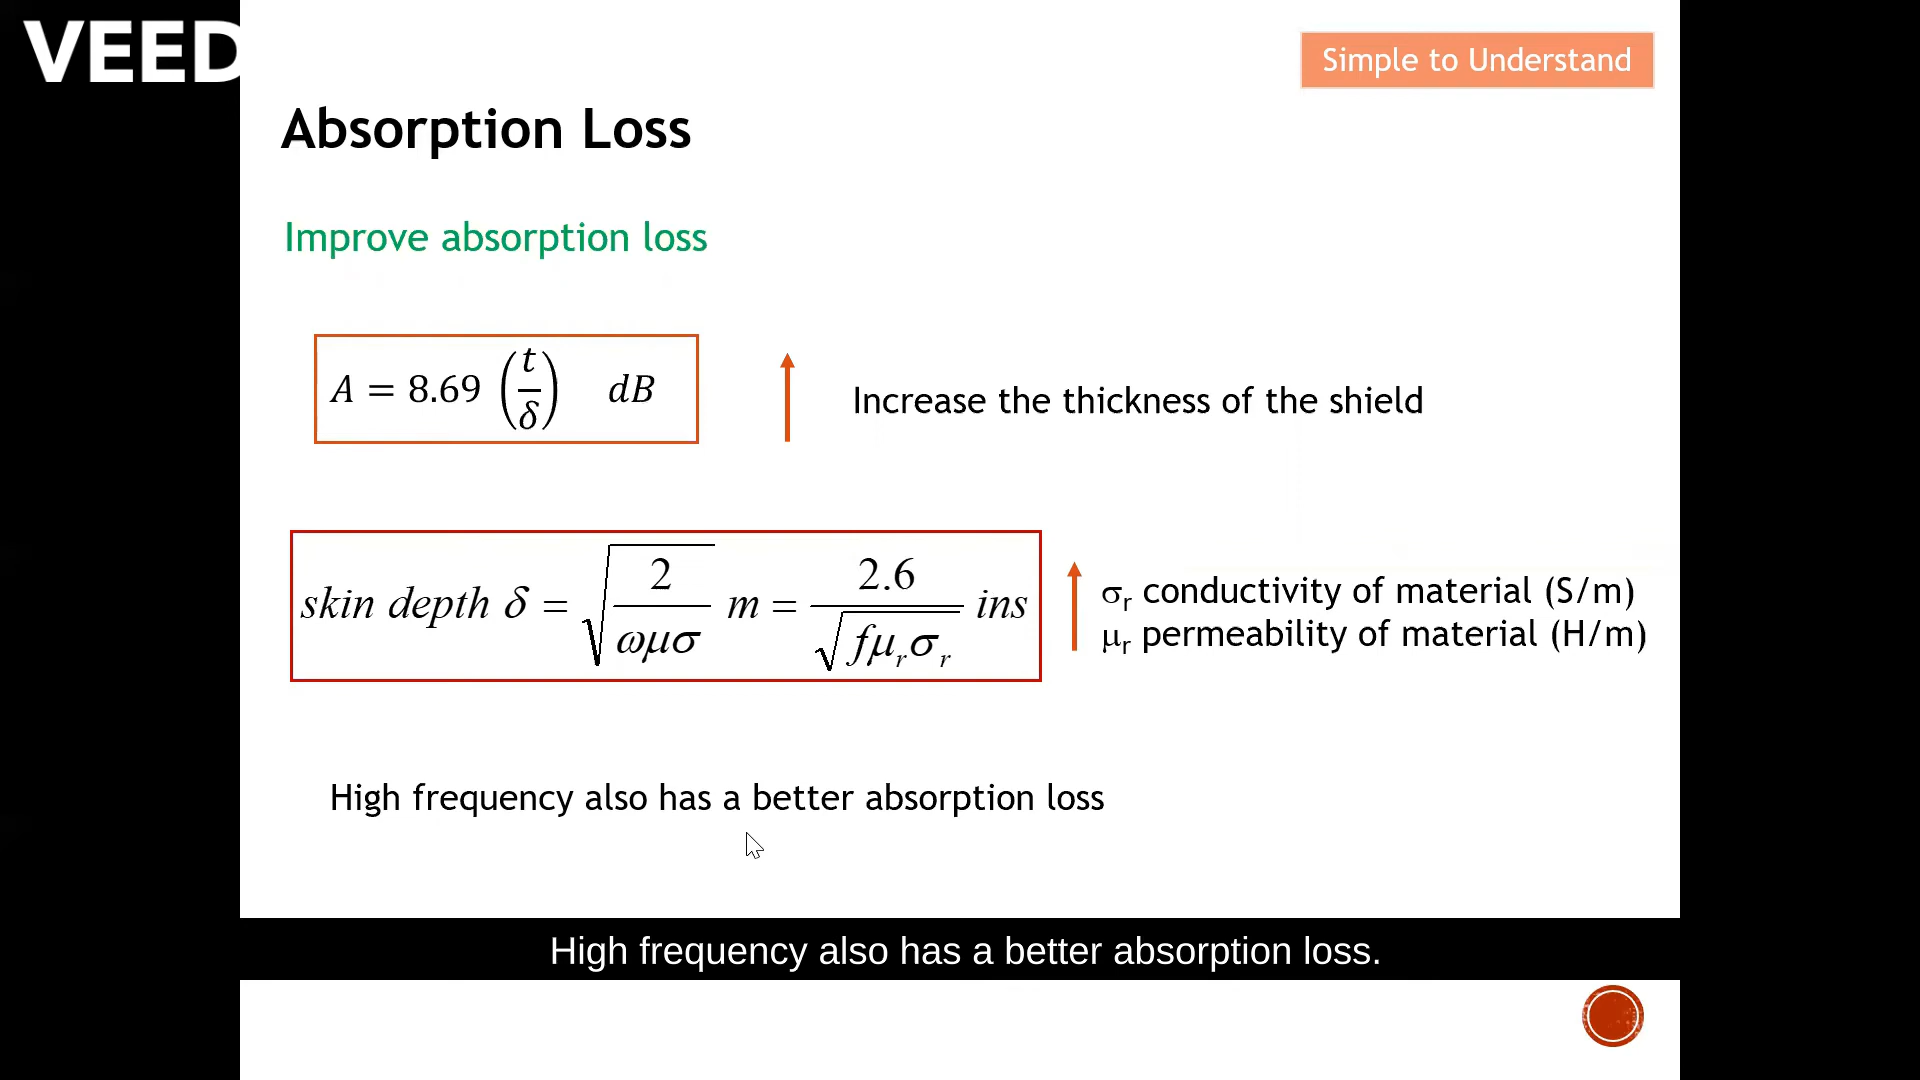 VEED
Simple to Understand
Absorption Loss
Improve absorption loss
A = 8.69 (t/δ) dB
Increase the thickness of the shield
skin depth δ = √(2/ωμσ) m = 2.6/√(fμᵣσᵣ) ins
σᵣ conductivity of material (S/m)
μᵣ permeability of material (H/m)
High frequency also has a better absorption loss
High frequency also has a better absorption loss.